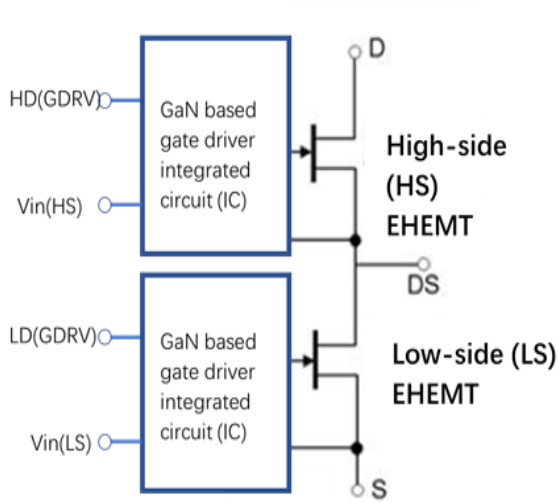 D
HD(GDRV)
GaN based
gate driver
integrated
circuit (IC)
High-side
(HS)
EHEMT
Vin(HS)
DS
LD(GDRV)
GaN based
gate driver
integrated
circuit (IC)
Low-side (LS)
EHEMT
Vin(LS)
S